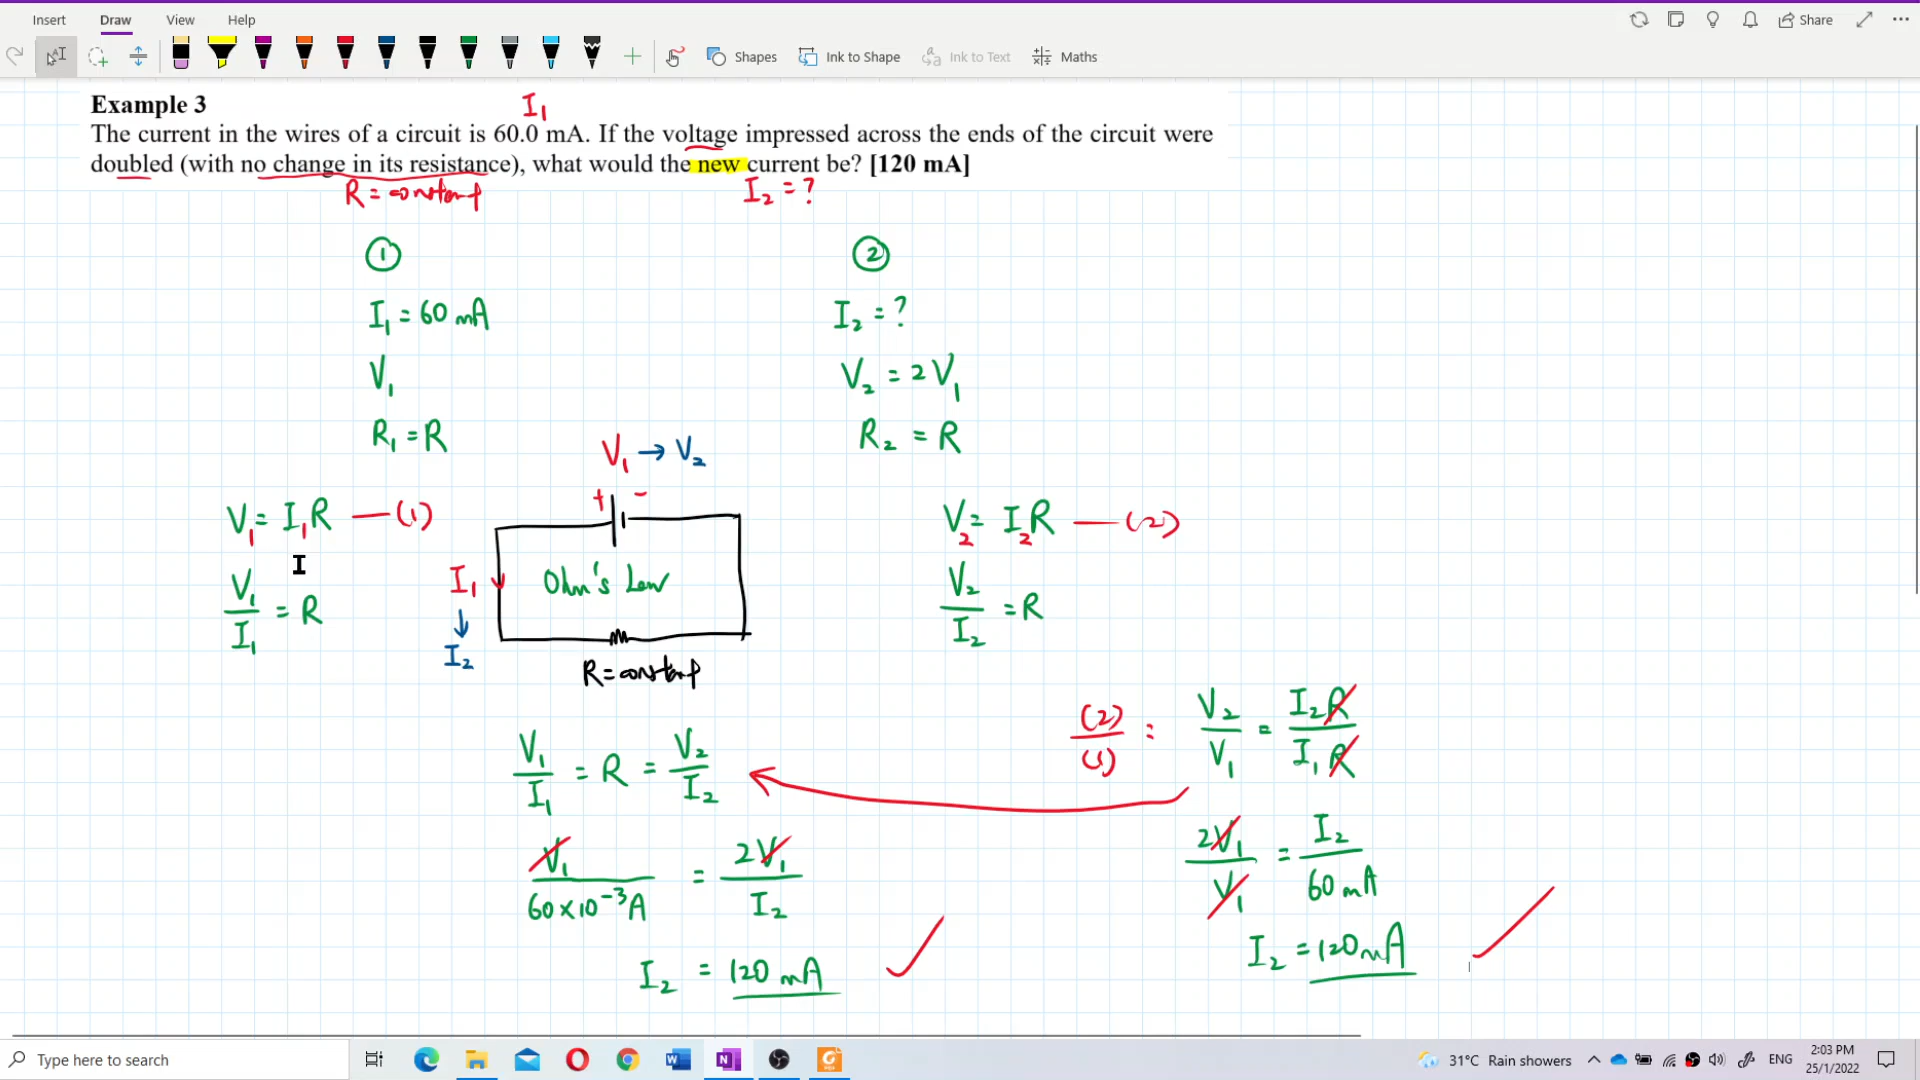 Insert Draw View Help
Share
Shapes Ink to Shape Ink to Text Maths
Example 3
I₁
The current in the wires of a circuit is 60.0 mA. If the voltage impressed across the ends of the circuit were
doubled (with no change in its resistance), what would the new current be? [120 mA]
R = constant
I₂ = ?
①
I₁ = 60 mA
V₁
R₁ = R
②
I₂ = ?
V₂ = 2V₁
R₂ = R
V₁ = I₁R —(1)
V₁/I₁ = R
V₁ → V₂
+ -
Ohm's Law
I₁
↓
I₂
R = constant
V₂ = I₂R —(2)
V₂/I₂ = R
V₁/I₁ = R = V₂/I₂
V₁/60×10⁻³A = 2V₁/I₂
I₂ = 120 mA
(2)/(1) : V₂/V₁ = I₂R/I₁R
2V₁/V₁ = I₂/60 mA
I₂ = 120 mA
Type here to search
31°C Rain showers
ENG
2:03 PM
25/1/2022